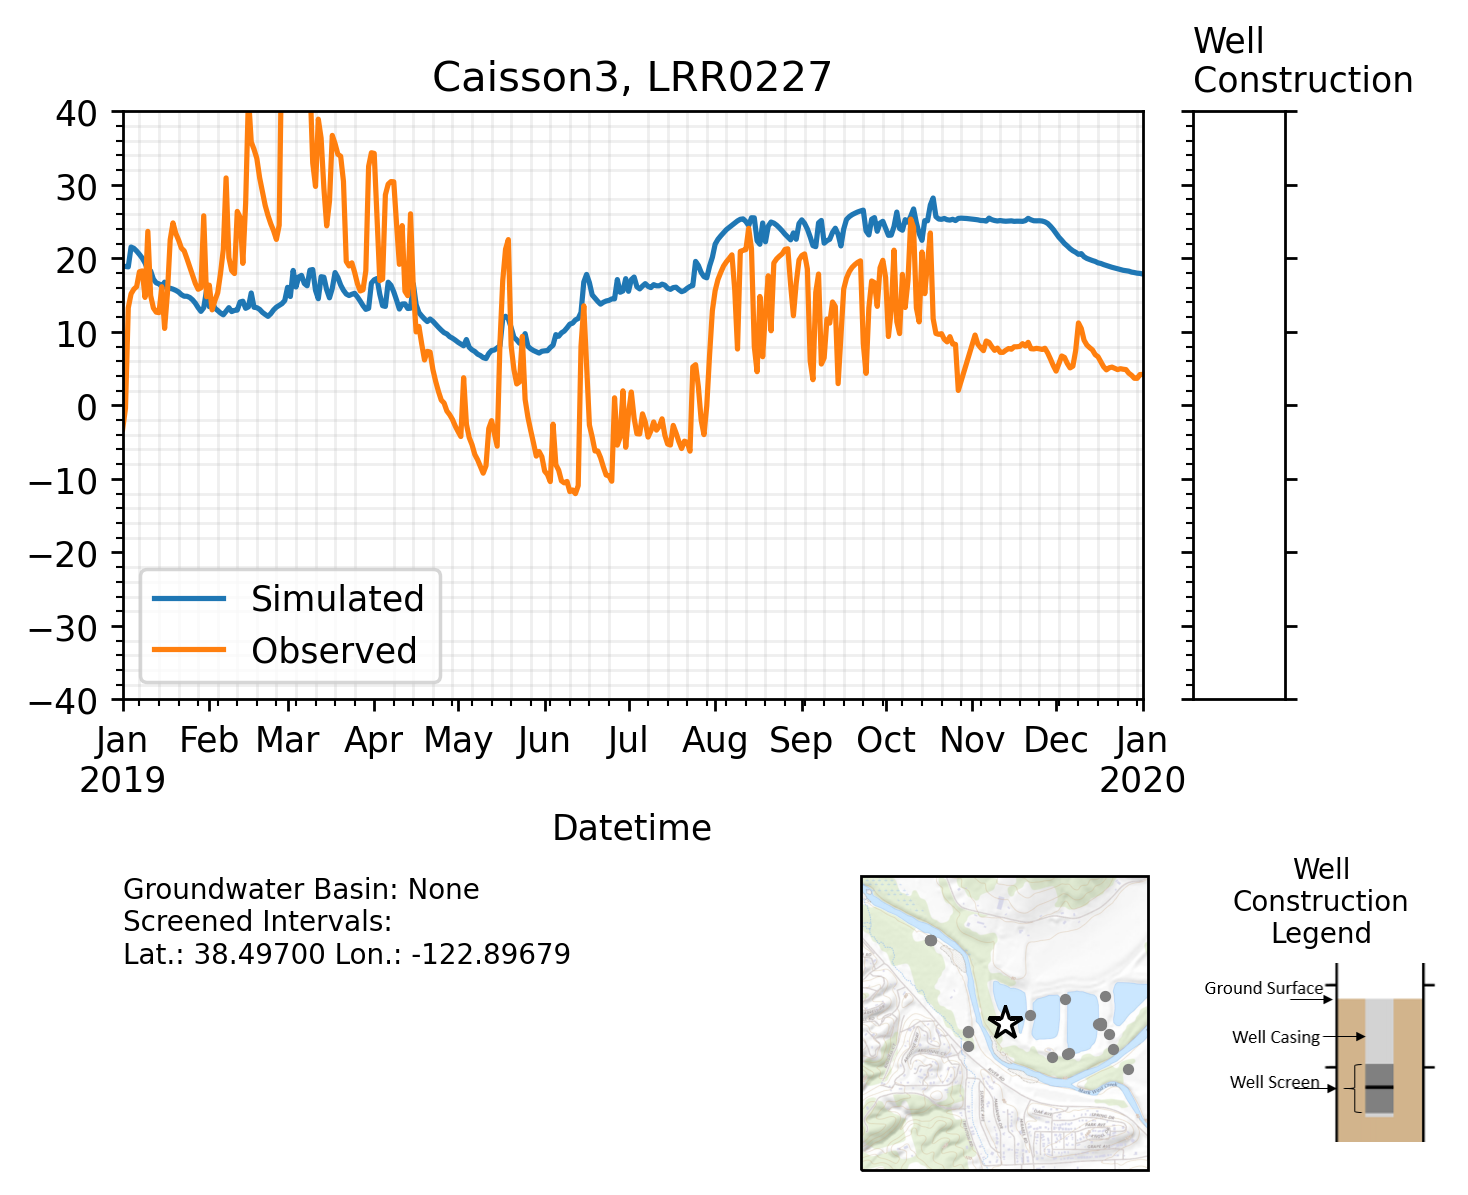 Well
Construction
Caisson3, LRR0227
40
30
20
10
0
−10
−20
−30
−40
Simulated
Observed
Jan
2019
Feb
Mar
Apr
May
Jun
Jul
Aug
Sep
Oct
Nov
Dec
Jan
2020
Datetime
Groundwater Basin: None
Screened Intervals:
Lat.: 38.49700 Lon.: -122.89679
Well
Construction
Legend
Ground Surface
Well Casing
Well Screen